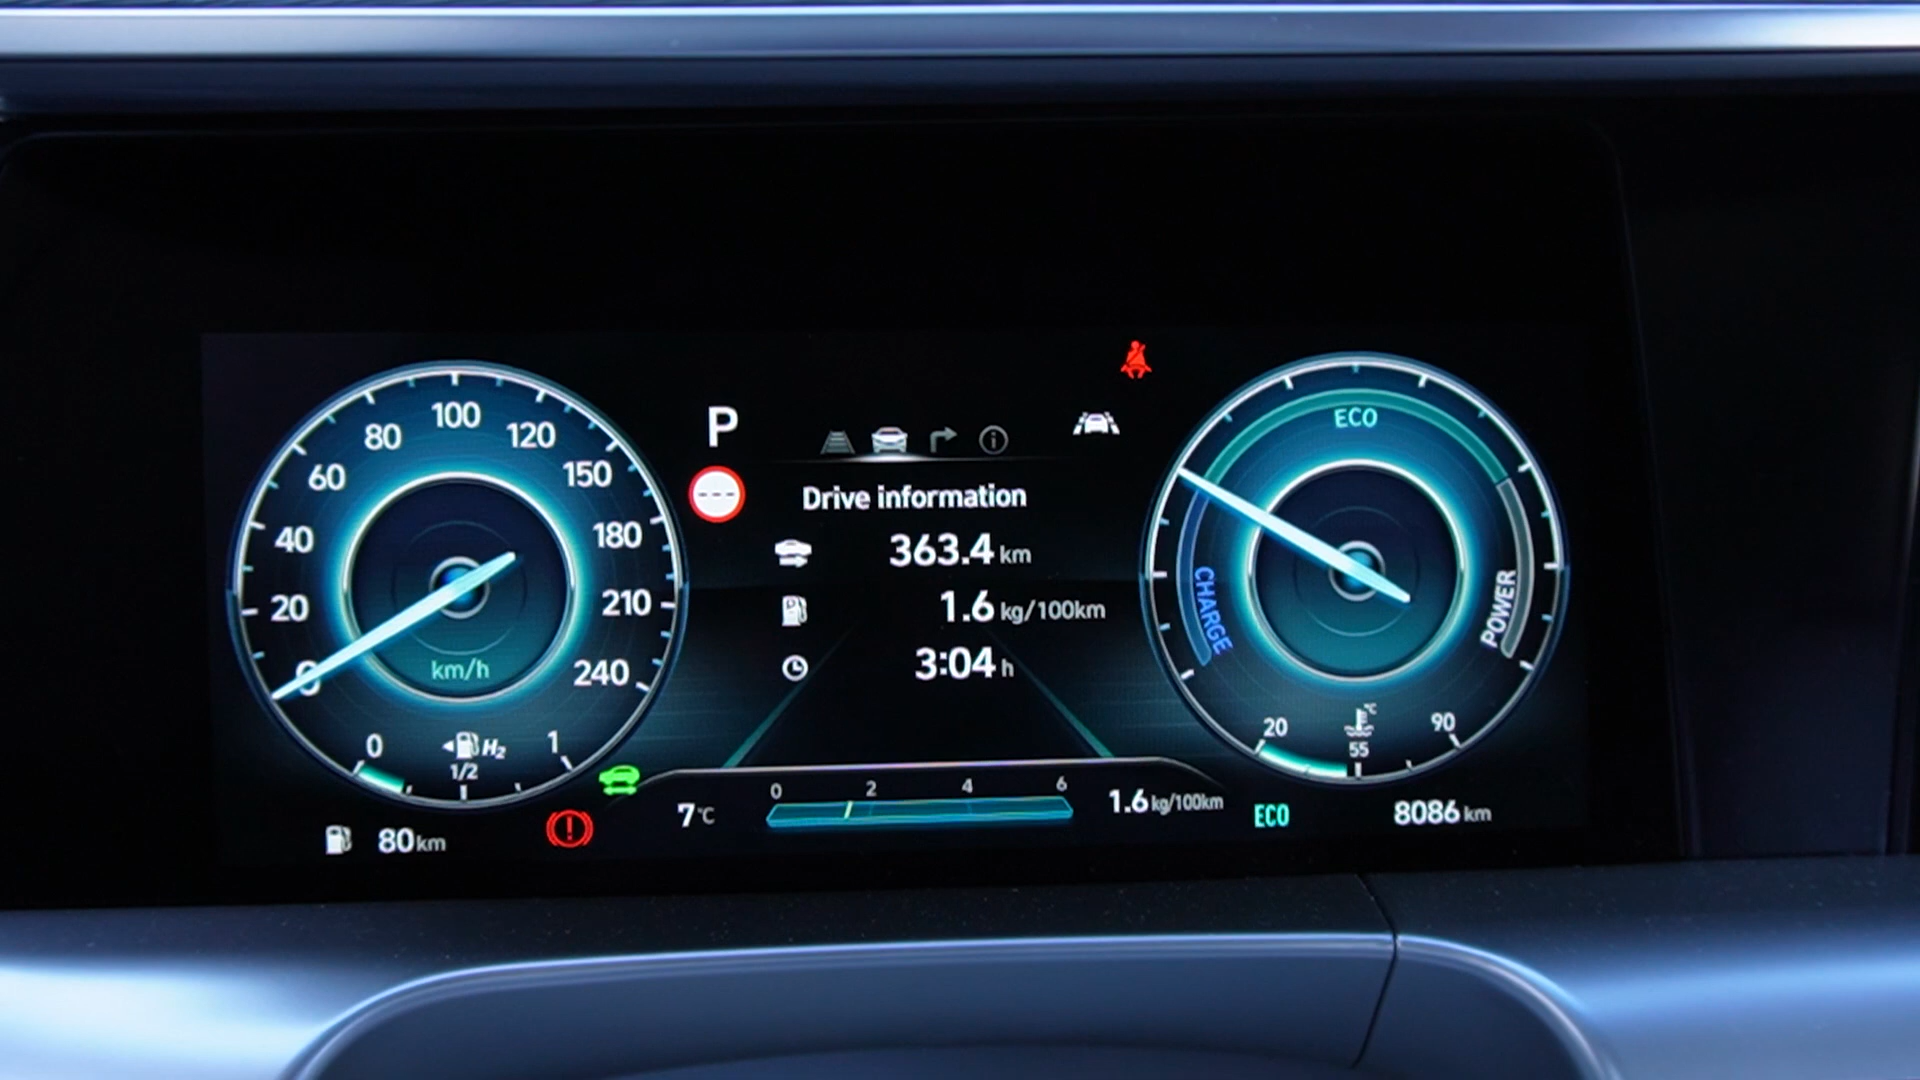 0
20
40
60
80
100
120
150
180
210
240
km/h
0
H2
1
1/2
80 km
P
---
Drive information
363.4 km
1.6 kg/100km
3:04 h
0 2 4 6
7°C
1.6 kg/100km
ECO
CHARGE
POWER
20
°C
90
55
ECO
8086 km